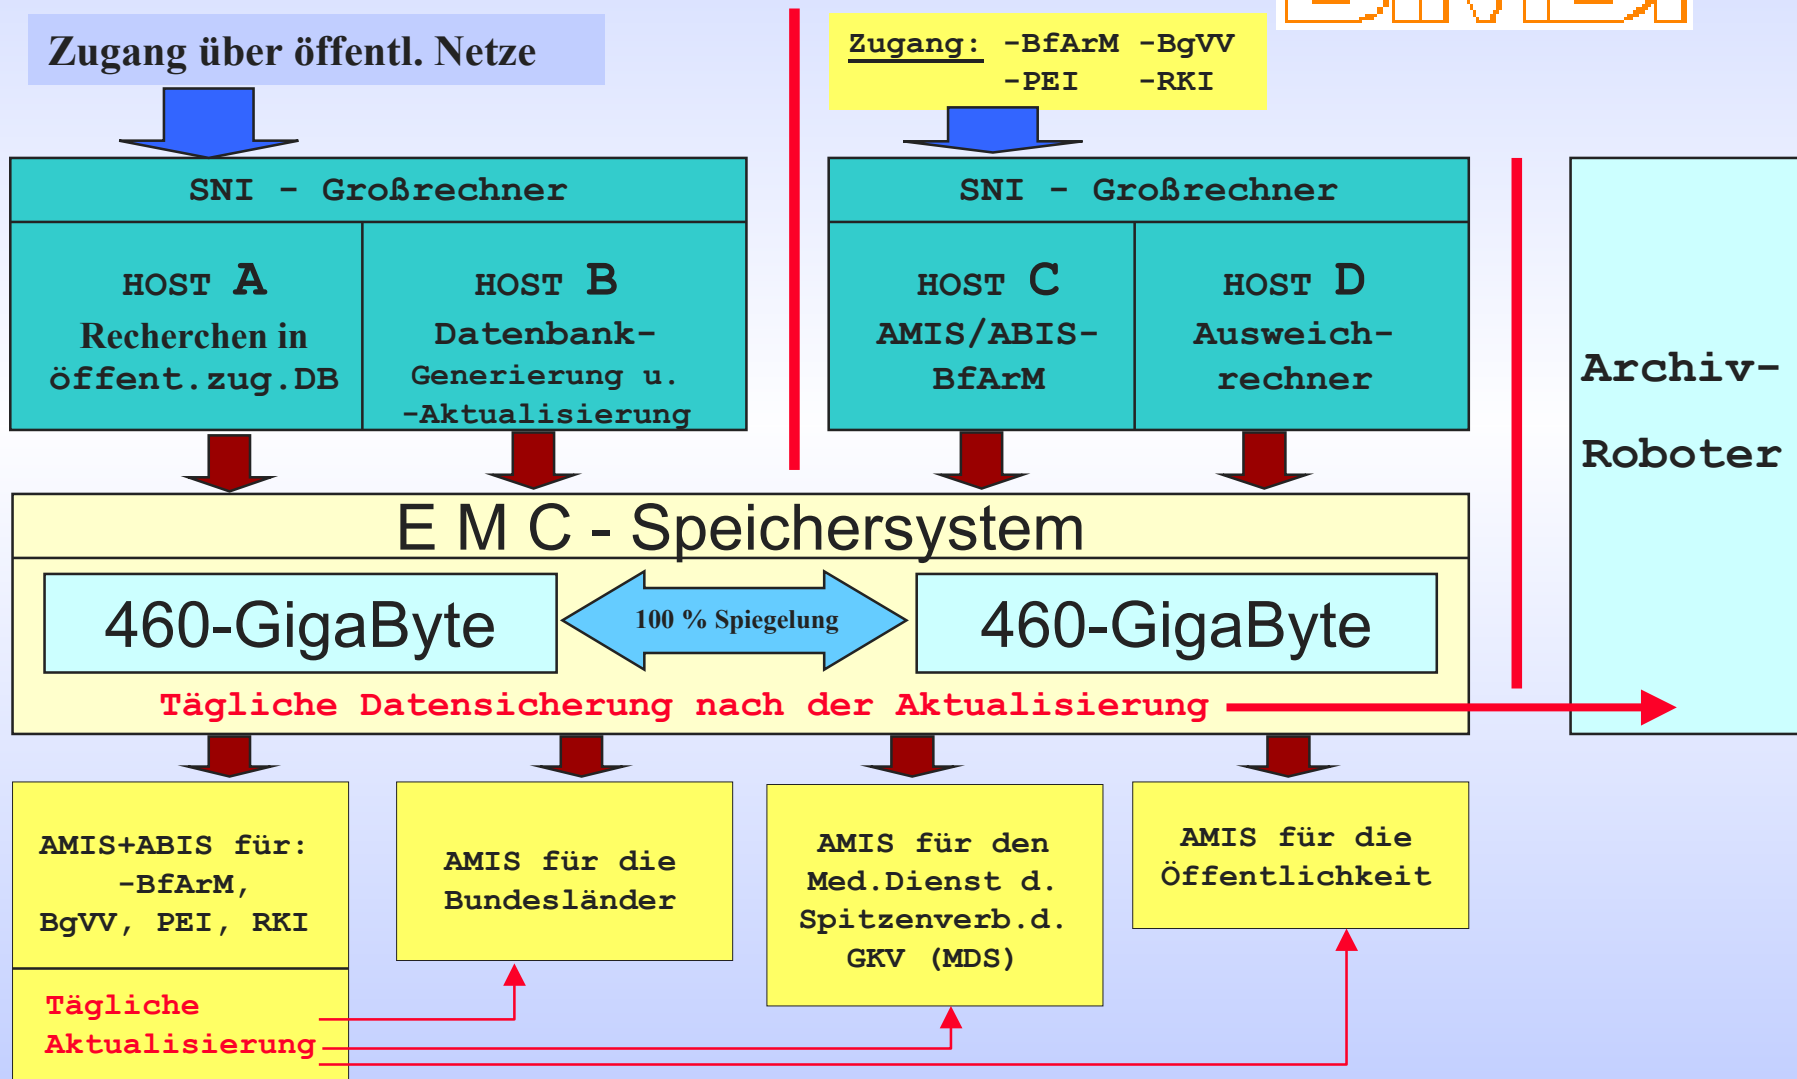 Zugang über öffentl. Netze
Zugang: -BfArM -BgVV
-PEI -RKI
SNI - Großrechner
HOST A
Recherchen in
öffent.zug.DB
HOST B
Datenbank-
Generierung u.
-Aktualisierung
SNI - Großrechner
HOST C
AMIS/ABIS-
BfArM
HOST D
Ausweich-
rechner
Archiv-
Roboter
E M C - Speichersystem
460-GigaByte
100 % Spiegelung
460-GigaByte
Tägliche Datensicherung nach der Aktualisierung
AMIS+ABIS für:
-BfArM,
BgVV, PEI, RKI
Tägliche
Aktualisierung
AMIS für die
Bundesländer
AMIS für den
Med.Dienst d.
Spitzenverb.d.
GKV (MDS)
AMIS für die
Öffentlichkeit